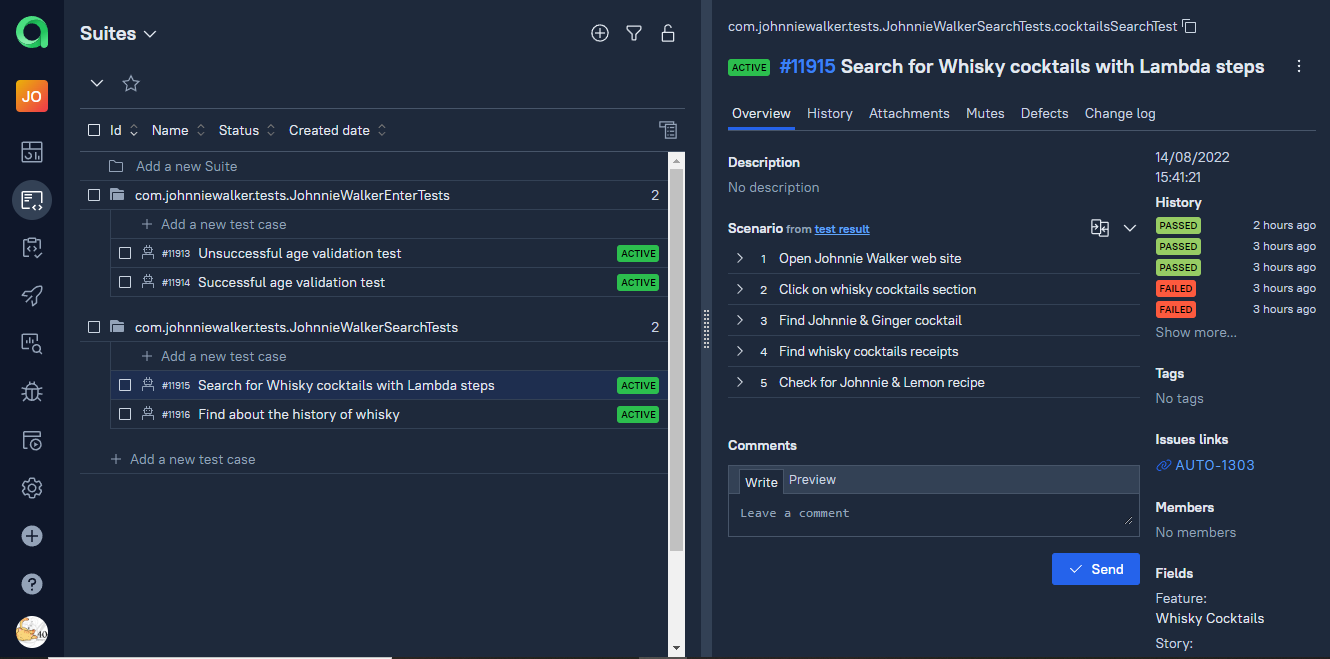 JO
Suites
Id Name Status Created date
Add a new Suite
com.johnniewalker.tests.JohnnieWalkerEnterTests 2
Add a new test case
#11913 Unsuccessful age validation test ACTIVE
#11914 Successful age validation test ACTIVE
com.johnniewalker.tests.JohnnieWalkerSearchTests 2
Add a new test case
#11915 Search for Whisky cocktails with Lambda steps ACTIVE
#11916 Find about the history of whisky ACTIVE
Add a new test case
com.johnniewalker.tests.JohnnieWalkerSearchTests.cocktailsSearchTest
ACTIVE #11915 Search for Whisky cocktails with Lambda steps
Overview History Attachments Mutes Defects Change log
Description
No description
Scenario from test result
1 Open Johnnie Walker web site
2 Click on whisky cocktails section
3 Find Johnnie & Ginger cocktail
4 Find whisky cocktails receipts
5 Check for Johnnie & Lemon recipe
Comments
Write Preview
Leave a comment
Send
14/08/2022
15:41:21
History
PASSED 2 hours ago
PASSED 3 hours ago
PASSED 3 hours ago
FAILED 3 hours ago
FAILED 3 hours ago
Show more...
Tags
No tags
Issues links
AUTO-1303
Members
No members
Fields
Feature:
Whisky Cocktails
Story: